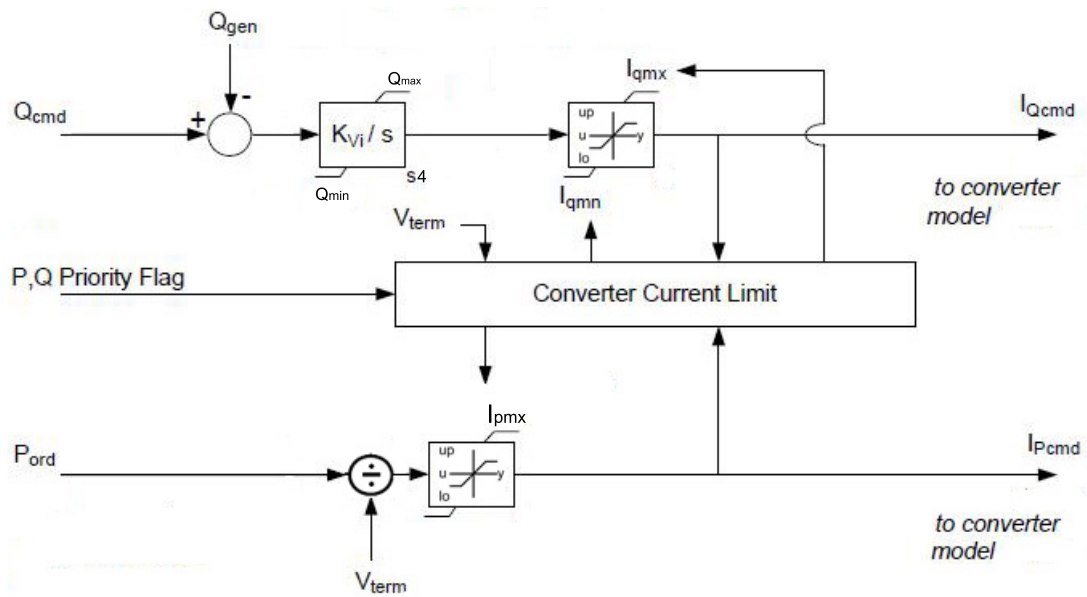 Qgen
Qmax
Iqmx
Qcmd
+
-
KVi / s
up
u
y
lo
IQcmd
Qmin
s4
Iqmn
to converter
model
Vterm
P,Q Priority Flag
Converter Current Limit
Ipmx
Pord
÷
up
u
y
lo
IPcmd
to converter
model
Vterm